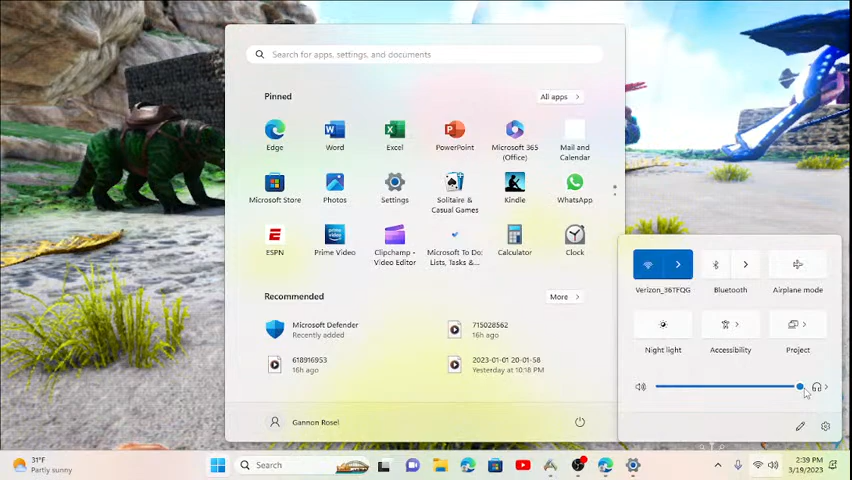 Search for apps, settings, and documents
Pinned
All apps >
Edge
Word
Excel
PowerPoint
Microsoft 365
(Office)
Mail and
Calendar
Microsoft Store
Photos
Settings
Solitaire &
Casual Games
Kindle
WhatsApp
ESPN
Prime Video
Clipchamp -
Video Editor
Microsoft To Do:
Lists, Tasks &...
Calculator
Clock
Recommended
More >
Microsoft Defender
Recently added
715028562
16h ago
618916953
16h ago
2023-01-01 20-01-58
Yesterday at 10:18 PM
Gannon Rosel
Verizon_36TFQG
Bluetooth
Airplane mode
Night light
Accessibility
Project
31°F
Partly sunny
Search
2:39 PM
3/19/2023